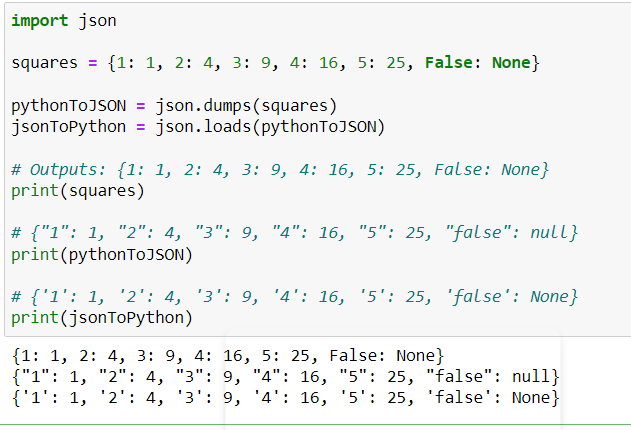 import json
squares = {1: 1, 2: 4, 3: 9, 4: 16, 5: 25, False: None}
pythonToJSON = json.dumps(squares)
jsonToPython = json.loads(pythonToJSON)
# Outputs: {1: 1, 2: 4, 3: 9, 4: 16, 5: 25, False: None}
print(squares)
# {"1": 1, "2": 4, "3": 9, "4": 16, "5": 25, "false": null}
print(pythonToJSON)
# {'1': 1, '2': 4, '3': 9, '4': 16, '5': 25, 'false': None}
print(jsonToPython)
{1: 1, 2: 4, 3: 9, 4: 16, 5: 25, False: None}
{"1": 1, "2": 4, "3": 9, "4": 16, "5": 25, "false": null}
{'1': 1, '2': 4, '3': 9, '4': 16, '5': 25, 'false': None}